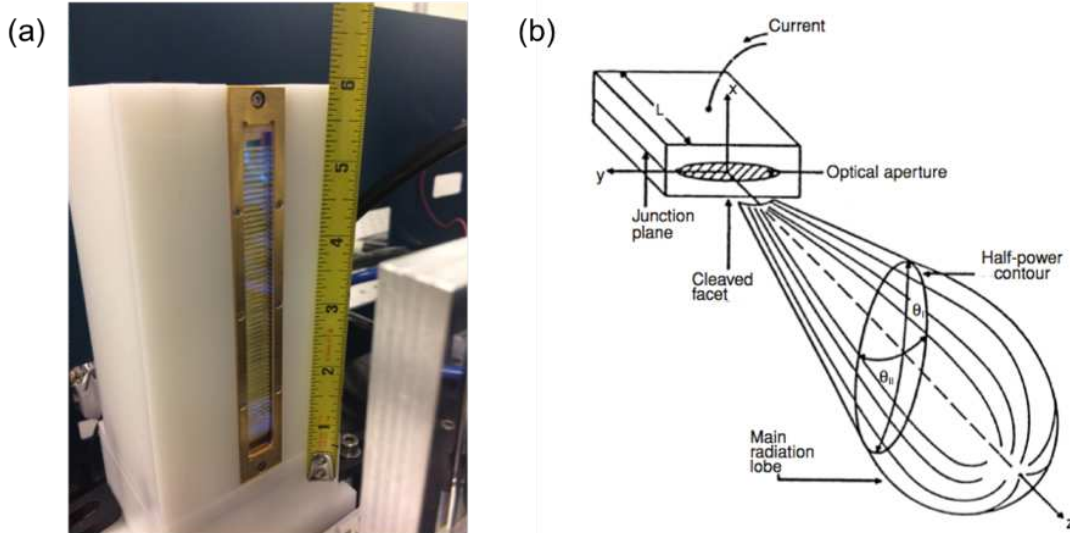 (a)
6
5
4
3
2
1
(b)
Current
x
L
y
Optical aperture
Junction
plane
Cleaved
facet
Half-power
contour
θ⊥
θ||
Main
radiation
lobe
z